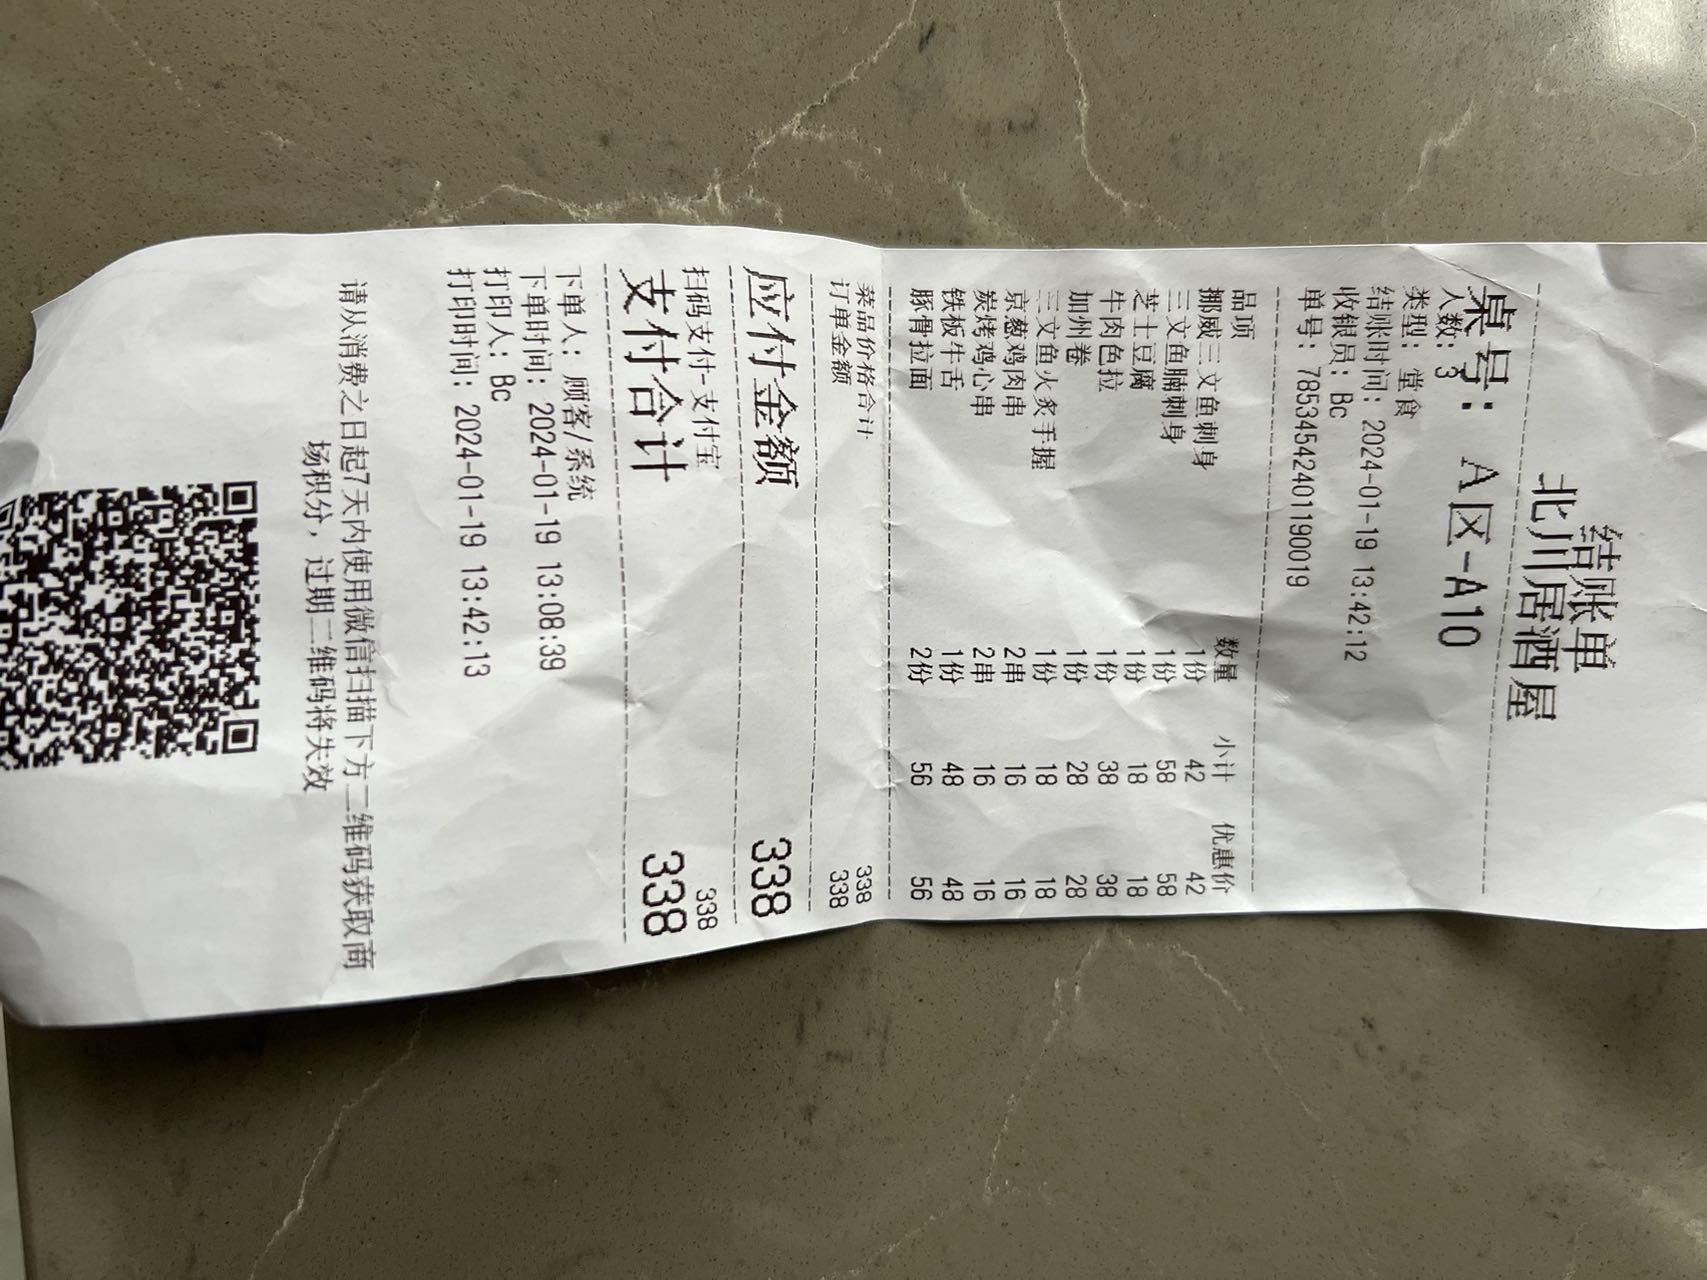 结账单
北川居酒屋
桌号: A区-A10
人数: 3
类型: 堂食
结账时间: 2024-01-19 13:42:12
收银员: Bc
单号: 78534542401190019
品项 数量 小计 优惠价
挪威三文鱼刺身 1份 42 42
三文鱼腩刺身 1份 58 58
芝士豆腐 1份 18 18
牛肉色拉 1份 38 38
加州卷 1份 28 28
三文鱼火炙手握 1份 18 18
京葱鸡肉串 2串 16 16
炭烤鸡心串 2串 16 16
铁板牛舌 1份 48 48
豚骨拉面 2份 56 56
菜品价格合计 338
订单金额 338
应付金额 338
扫码支付-支付宝 338
支付合计 338
下单人: 顾客/系统
下单时间: 2024-01-19 13:08:39
打印人: Bc
打印时间: 2024-01-19 13:42:13
请从消费之日起7天内使用微信扫描下方二维码获取商
场积分，过期二维码将失效